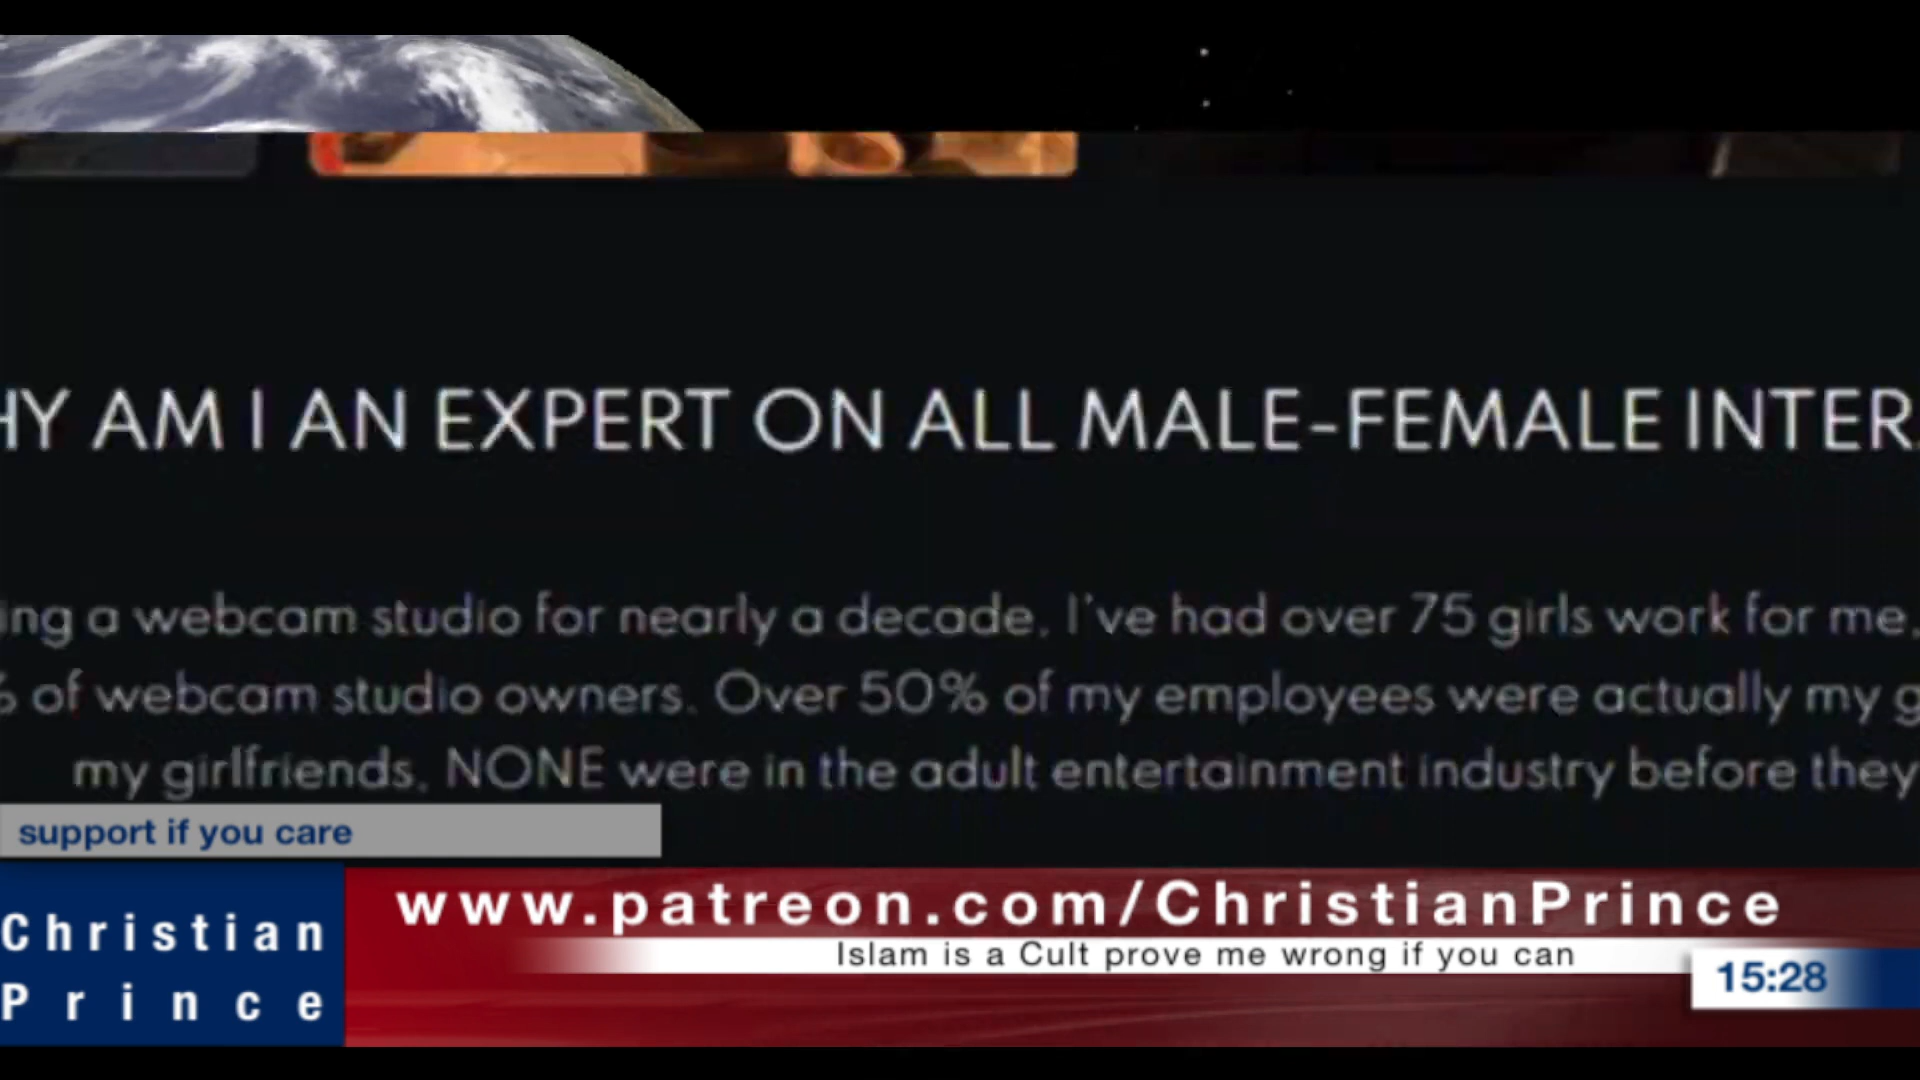 HY AM I AN EXPERT ON ALL MALE-FEMALE INTER
ing a webcam studio for nearly a decade, I've had over 75 girls work for me.
% of webcam studio owners. Over 50% of my employees were actually my g
my girlfriends, NONE were in the adult entertainment industry before they
support if you care
Christian
Prince
www.patreon.com/ChristianPrince
Islam is a Cult prove me wrong if you can
15:28